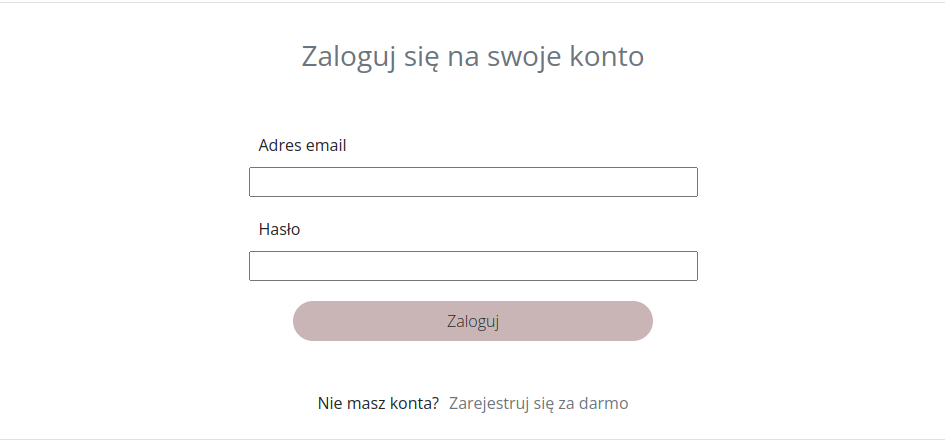 Zaloguj się na swoje konto
Adres email
Hasło
Zaloguj
Nie masz konta? Zarejestruj się za darmo